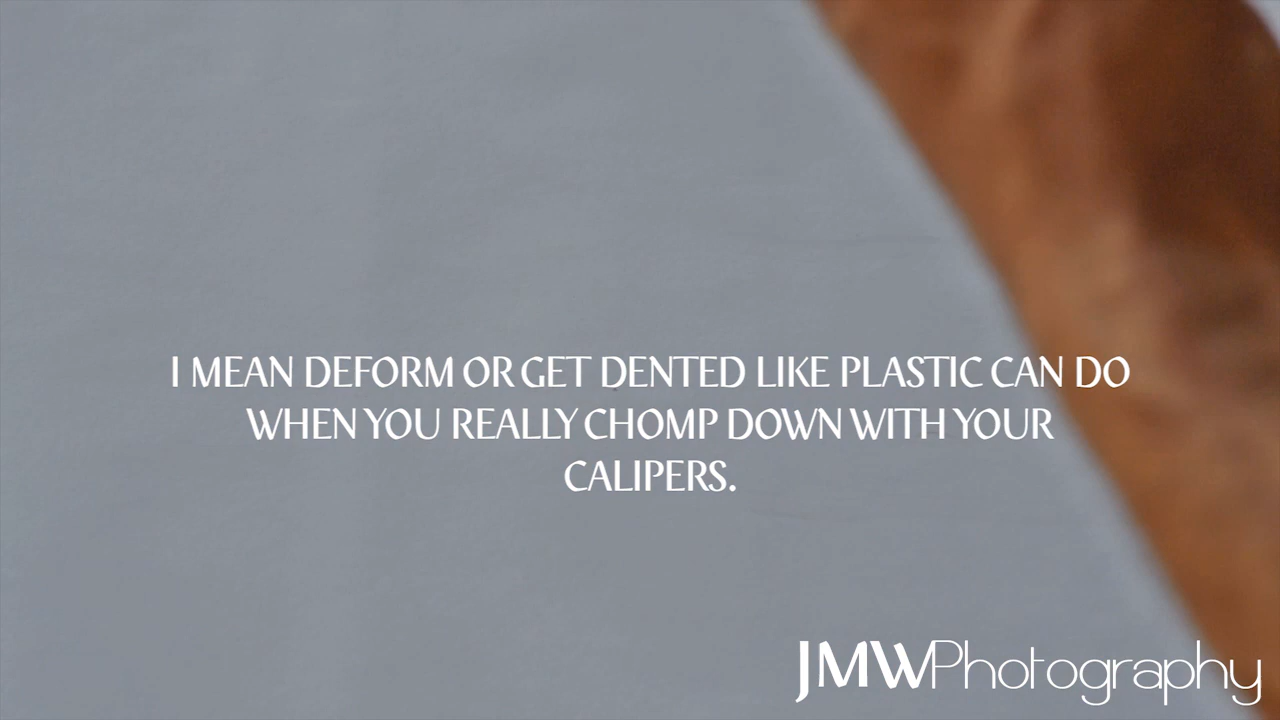 I MEAN DEFORM OR GET DENTED LIKE PLASTIC CAN DO
WHEN YOU REALLY CHOMP DOWN WITH YOUR
CALIPERS.
JMWPhotography